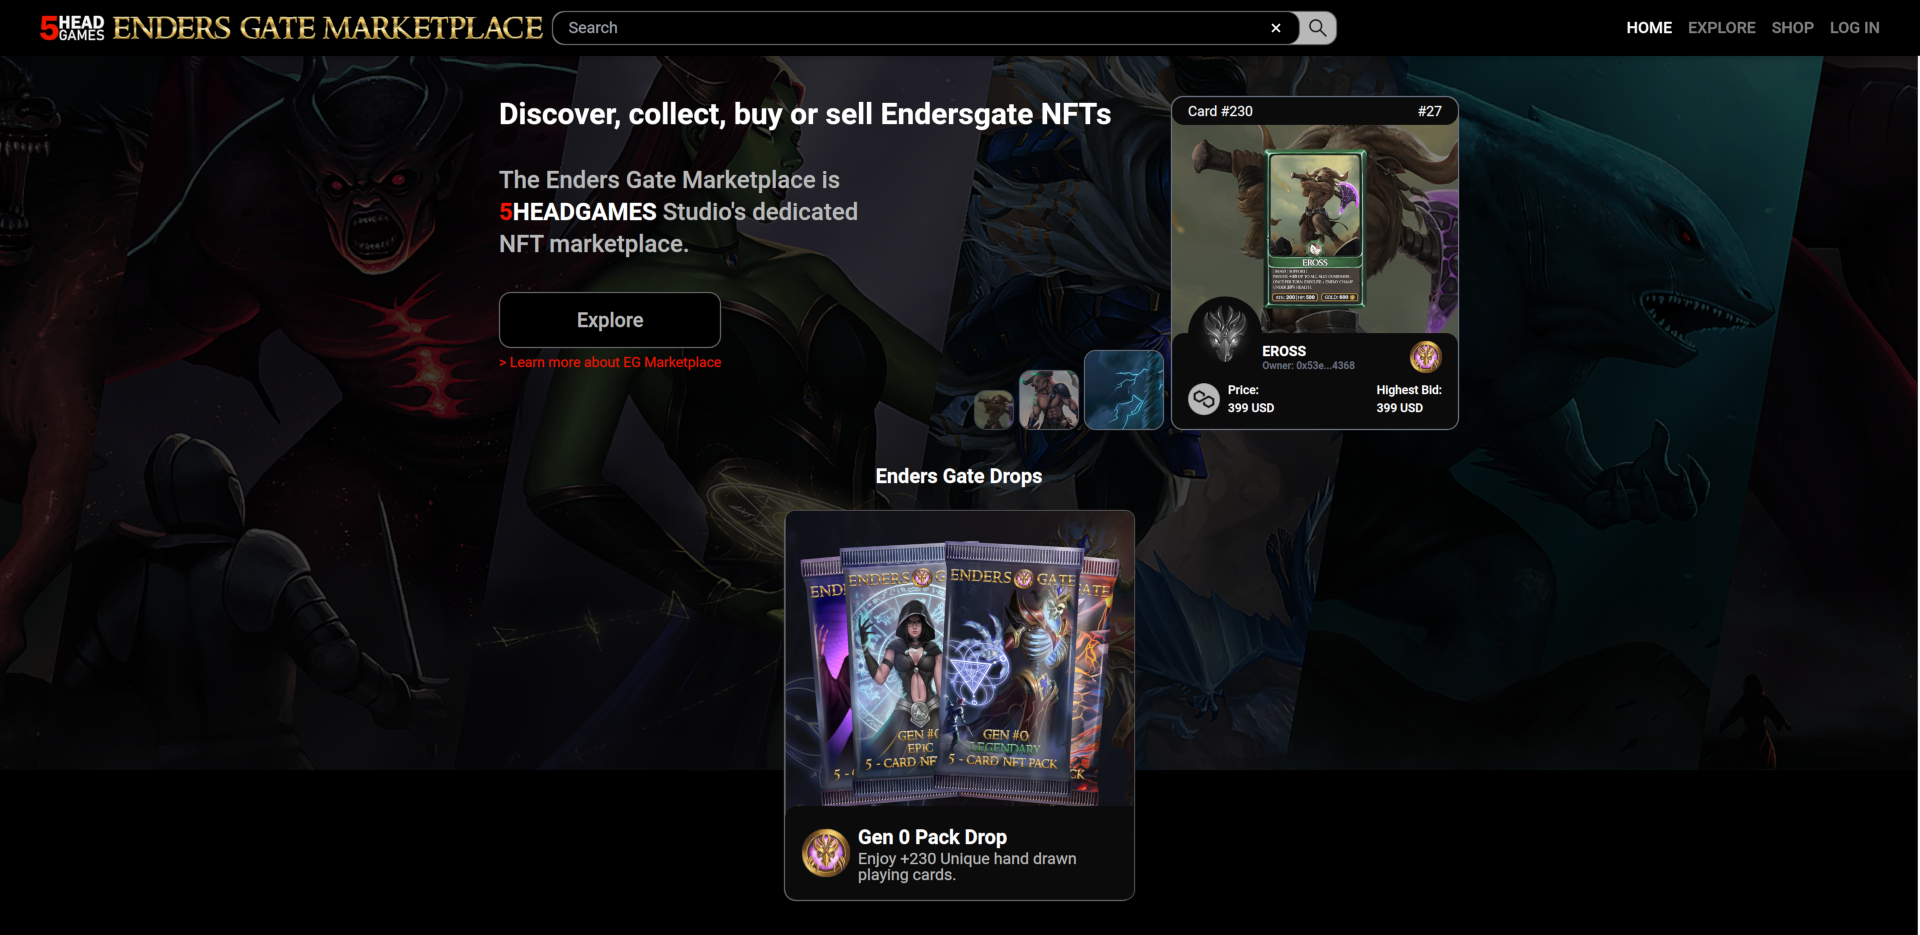 5HEAD GAMES ENDERS GATE MARKETPLACE
Search
HOME EXPLORE SHOP LOG IN
Discover, collect, buy or sell Endersgate NFTs
The Enders Gate Marketplace is
5HEADGAMES Studio's dedicated
NFT marketplace.
Explore
> Learn more about EG Marketplace
Card #230 #27
EROSS
EROSS
Owner: 0x53e...4368
Price:
399 USD
Highest Bid:
399 USD
Enders Gate Drops
ENDERS GATE
GEN #0
EPIC
5 - CARD
ENDERS GATE
GEN #0
LEGENDARY
5 - CARD NFT PACK
Gen 0 Pack Drop
Enjoy +230 Unique hand drawn
playing cards.